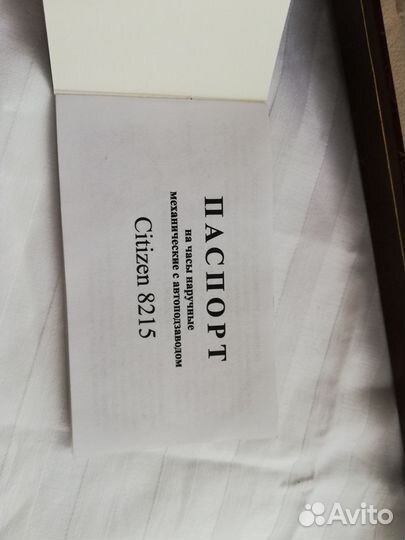 ПАСПОРТ
на часы наручные
механические с автоподзаводом
Citizen 8215
Avito